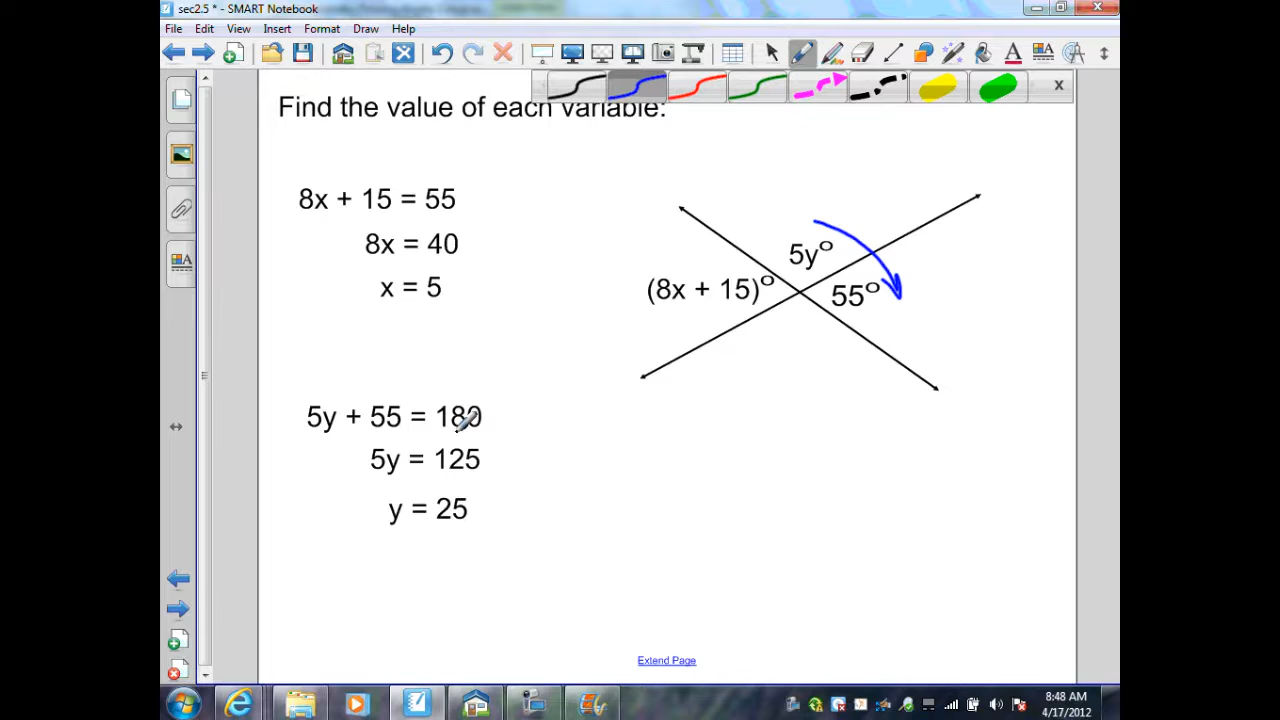 sec2.5 * - SMART Notebook
File Edit View Insert Format Draw Help
Find the value of each variable:
8x + 15 = 55
8x = 40
x = 5
5yº
(8x + 15)º
55º
5y + 55 = 180
5y = 125
y = 25
Extend Page
8:48 AM
4/17/2012